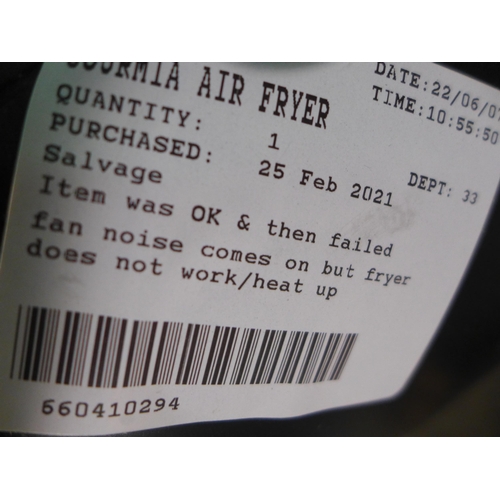 AIR FRYER
DATE:22/06/07
TIME:10:55:50
QUANTITY: 1
DEPT: 33
PURCHASED: 25 Feb 2021
Salvage
Item was OK & then failed
fan noise comes on but fryer
does not work/heat up
660410294